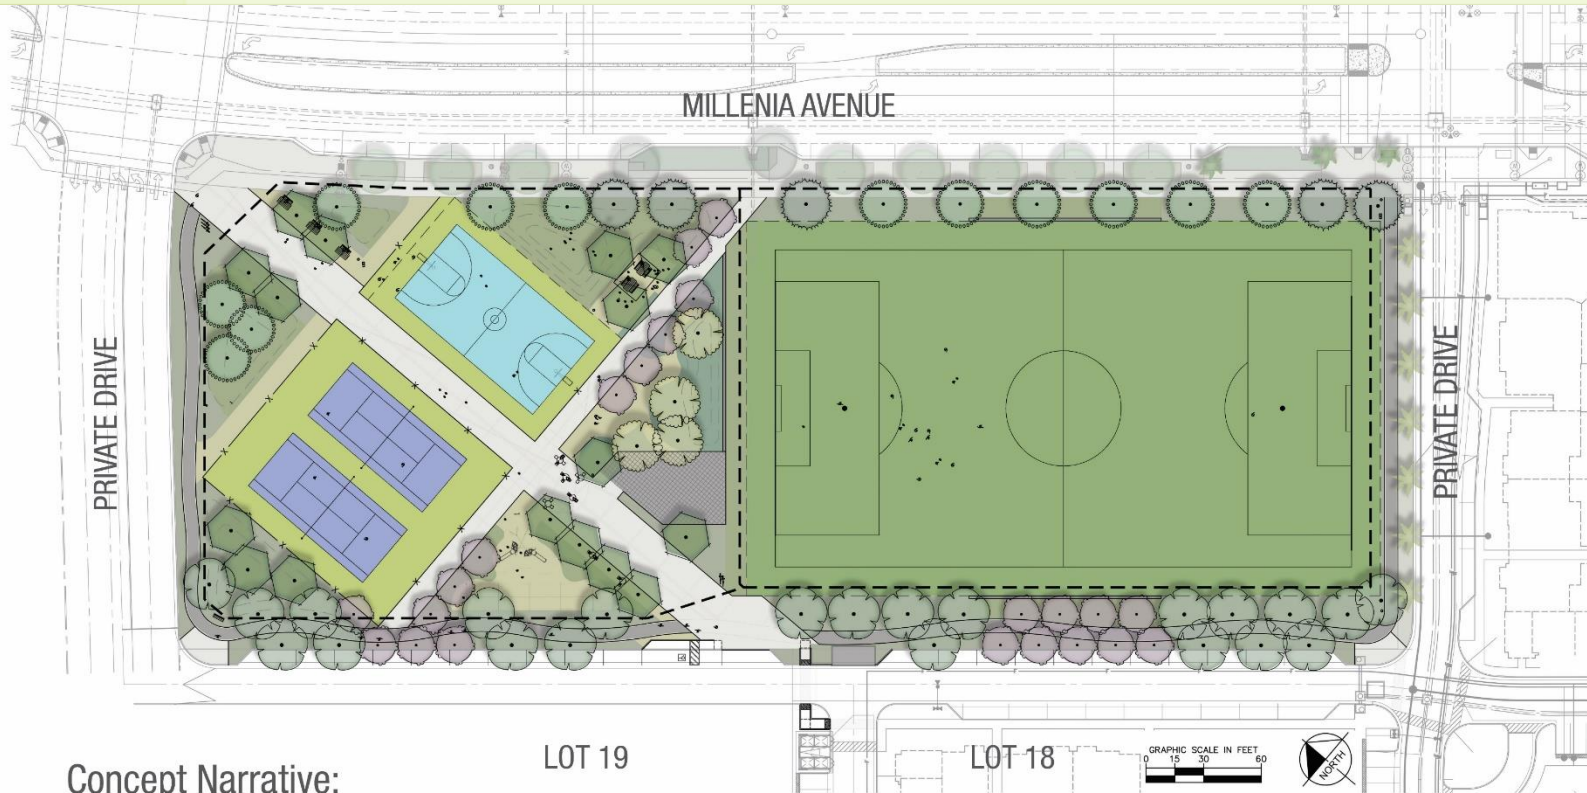 MILLENIA AVENUE
PRIVATE DRIVE
PRIVATE DRIVE
LOT 19
LOT 18
GRAPHIC SCALE IN FEET
0 15 30 60
NORTH
Concept Narrative: